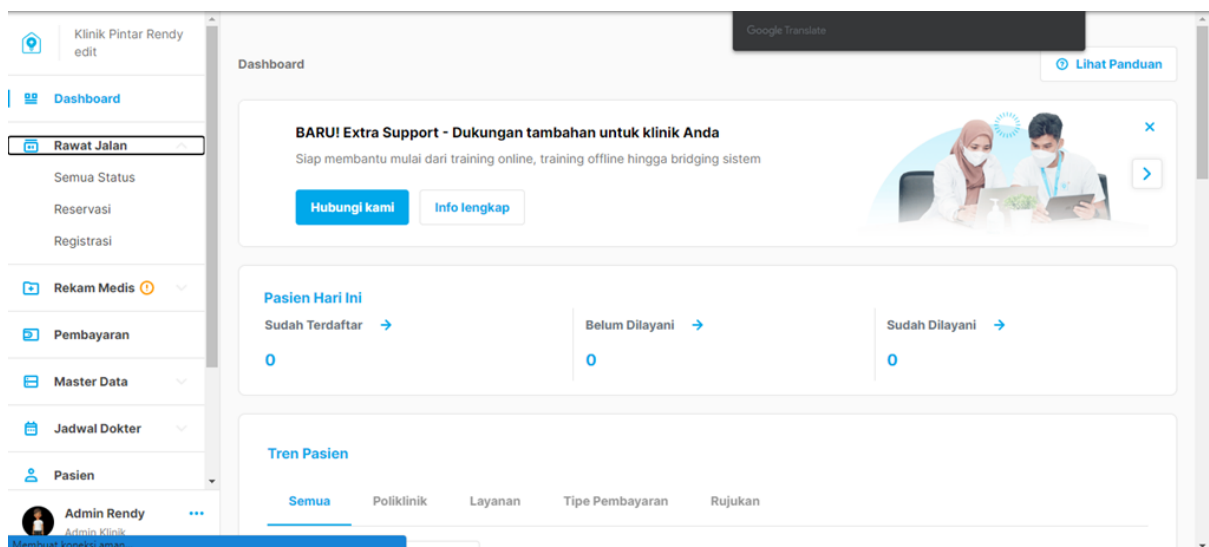 Klinik Pintar Rendy
edit
Dashboard
Rawat Jalan
Semua Status
Reservasi
Registrasi
Rekam Medis
Pembayaran
Master Data
Jadwal Dokter
Pasien
Admin Rendy
Admin Klinik
Membuat koneksi aman
Google Translate
Dashboard
Lihat Panduan
BARU! Extra Support - Dukungan tambahan untuk klinik Anda
Siap membantu mulai dari training online, training offline hingga bridging sistem
Hubungi kami Info lengkap
Pasien Hari Ini
Sudah Terdaftar Belum Dilayani Sudah Dilayani
0 0 0
Tren Pasien
Semua Poliklinik Layanan Tipe Pembayaran Rujukan